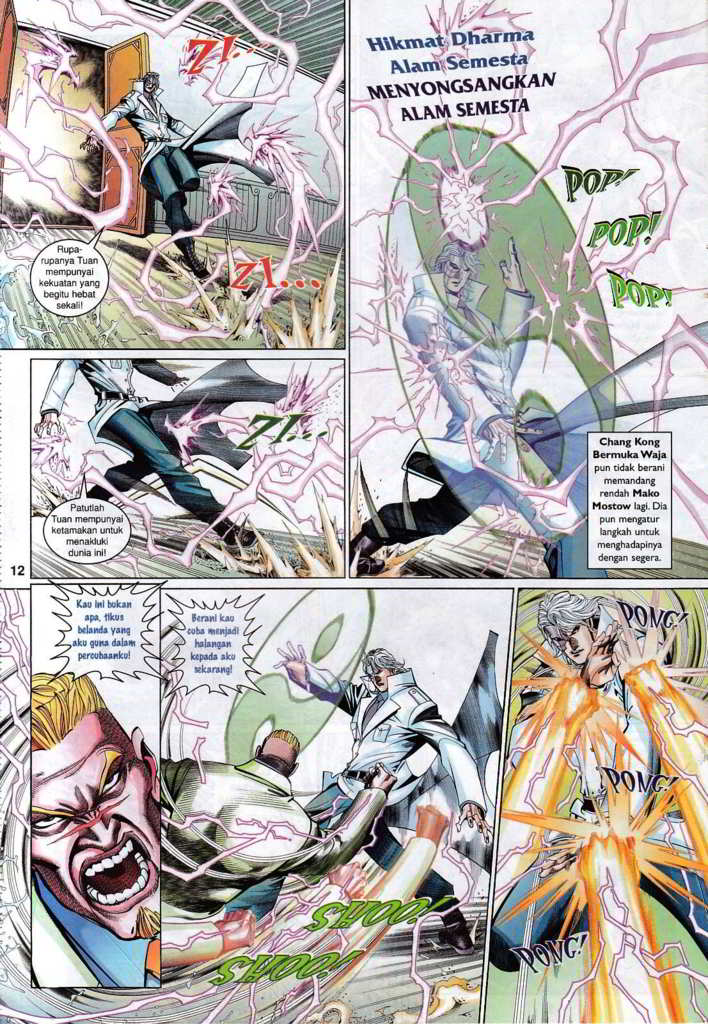 ZI...
Rupa-
rupanya Tuan
mempunyai
kekuatan yang
begitu hebat
sekali!
ZI...
Hikmat Dharma
Alam Semesta
MENYONGSANGKAN
ALAM SEMESTA
POP!
POP!
POP!
ZI...
Patutlah
Tuan mempunyai
ketamakan untuk
menakluki
dunia ini!
Chang Kong
Bermuka Waja
pun tidak berani
memandang
rendah Mako
Mostow lagi. Dia
pun mengatur
langkah untuk
menghadapinya
dengan segera.
12
Kau ini bukan
apa, tikus
belanda yang
aku guna dalam
percubaanku!
Berani kau
cuba menjadi
halangan
kepada aku
sekarang!
SHOO!
SHOO!
PONG!
PONG!
PONG!